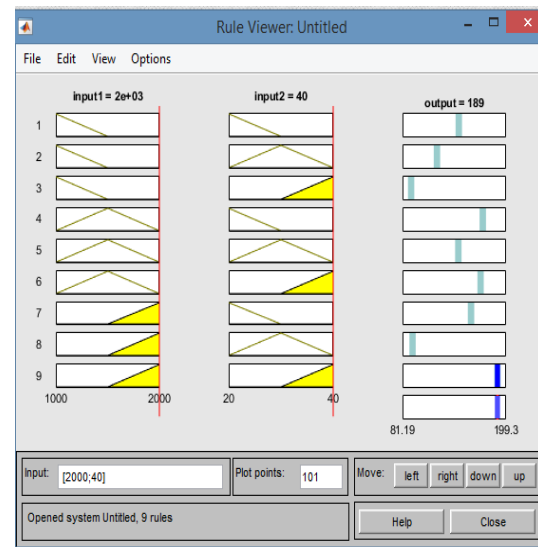 Rule Viewer: Untitled
File Edit View Options
input1 = 2e+03 input2 = 40 output = 189
1
2
3
4
5
6
7
8
9
1000 2000 20 40
81.19 199.3
Input: [2000;40] Plot points: 101 Move: left right down up
Opened system Untitled, 9 rules Help Close